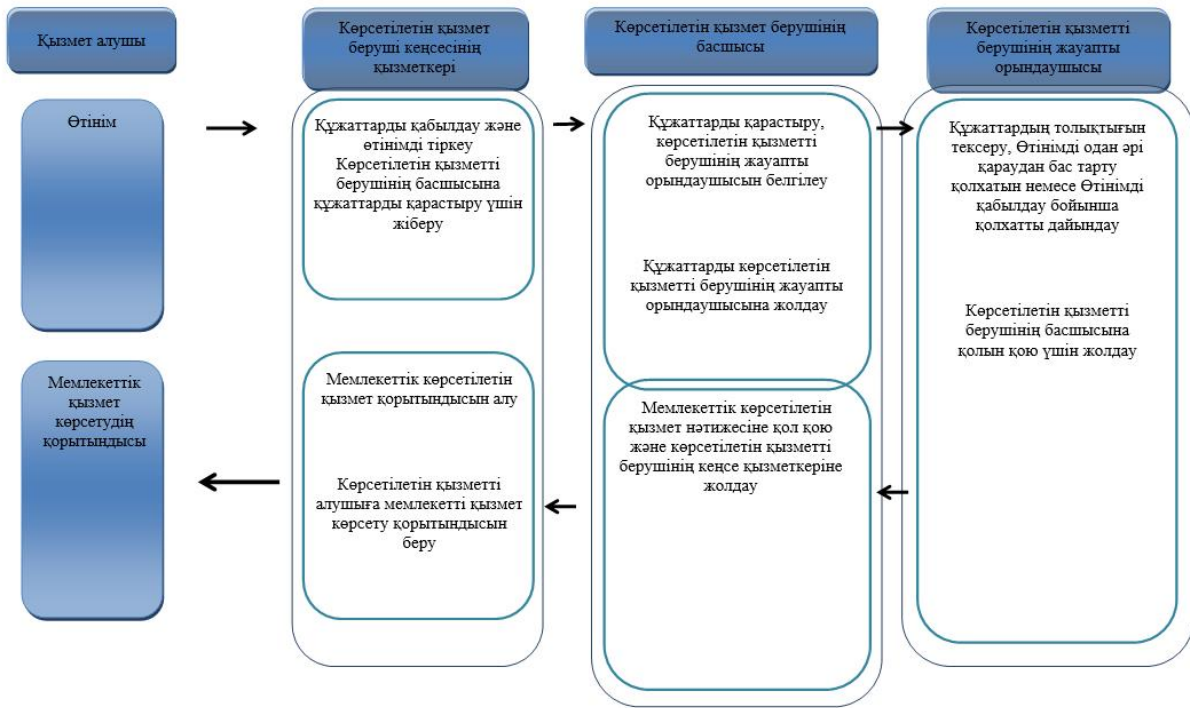 Қызмет алушы
Көрсетілетін қызмет
беруші кеңсесінің
қызметкері
Көрсетілетін қызмет берушінің
басшысы
Көрсетілетін қызметті
берушінің жауапты
орындаушысы
Өтінім
Құжаттарды қабылдау және
өтінімді тіркеу
Көрсетілетін қызметті
берушінің басшысына
құжаттарды қарастыру үшін
жіберу
Құжаттарды қарастыру,
көрсетілетін қызметті
берушінің жауапты
орындаушысын белгілеу
Құжаттарды көрсетілетін
қызметті берушінің жауапты
орындаушысына жолдау
Құжаттардың толықтығын
тексеру, Өтінімді одан әрі
қараудан бас тарту
қолхатын немесе Өтінімді
қабылдау бойынша
қолхатты дайындау
Көрсетілетін қызметті
берушінің басшысына
қолын қою үшін жолдау
Мемлекеттік
қызмет
көрсетудің
қорытындысы
Мемлекеттік көрсетілетін
қызмет қорытындысын алу
Көрсетілетін қызметті
алушыға мемлекетті қызмет
көрсету қорытындысын
беру
Мемлекеттік көрсетілетін
қызмет нәтижесіне қол қою
және көрсетілетін қызметті
берушінің кеңсе қызметкеріне
жолдау